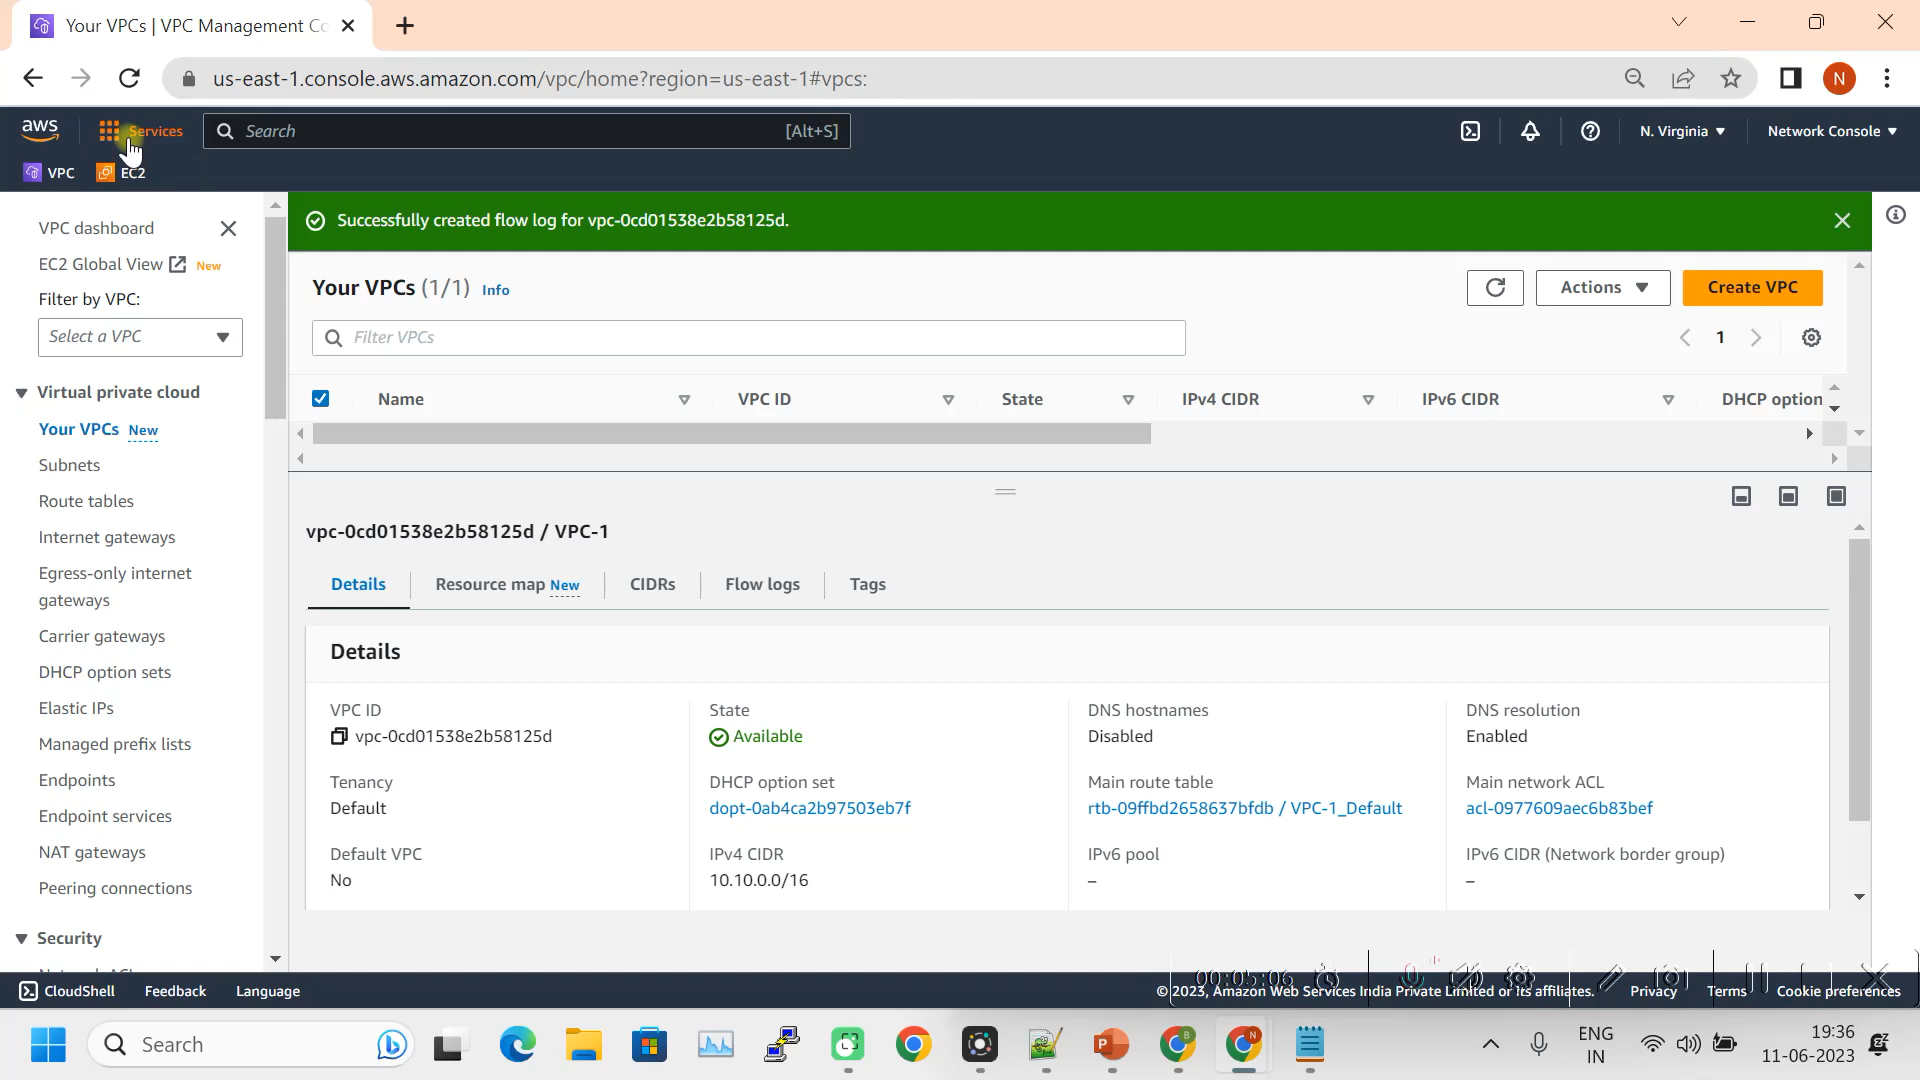 Your VPCs | VPC Management Co
us-east-1.console.aws.amazon.com/vpc/home?region=us-east-1#vpcs:
N
aws
Services
Search
[Alt+S]
N. Virginia
Network Console
VPC
EC2
VPC dashboard
EC2 Global View
New
Filter by VPC:
Select a VPC
Virtual private cloud
Your VPCs New
Subnets
Route tables
Internet gateways
Egress-only internet
gateways
Carrier gateways
DHCP option sets
Elastic IPs
Managed prefix lists
Endpoints
Endpoint services
NAT gateways
Peering connections
Security
Successfully created flow log for vpc-0cd01538e2b58125d.
Your VPCs (1/1) Info
Actions
Create VPC
Filter VPCs
1
Name
VPC ID
State
IPv4 CIDR
IPv6 CIDR
DHCP option
vpc-0cd01538e2b58125d / VPC-1
Details
Resource map New
CIDRs
Flow logs
Tags
Details
VPC ID
vpc-0cd01538e2b58125d
State
Available
DNS hostnames
Disabled
DNS resolution
Enabled
Tenancy
Default
DHCP option set
dopt-0ab4ca2b97503eb7f
Main route table
rtb-09ffbd2658637bfdb / VPC-1_Default
Main network ACL
acl-0977609aec6b83bef
Default VPC
No
IPv4 CIDR
10.10.0.0/16
IPv6 pool
–
IPv6 CIDR (Network border group)
–
00:05:06
CloudShell
Feedback
Language
© 2023, Amazon Web Services India Private Limited or its affiliates.
Privacy
Terms
Cookie preferences
Search
ENG
IN
19:36
11-06-2023